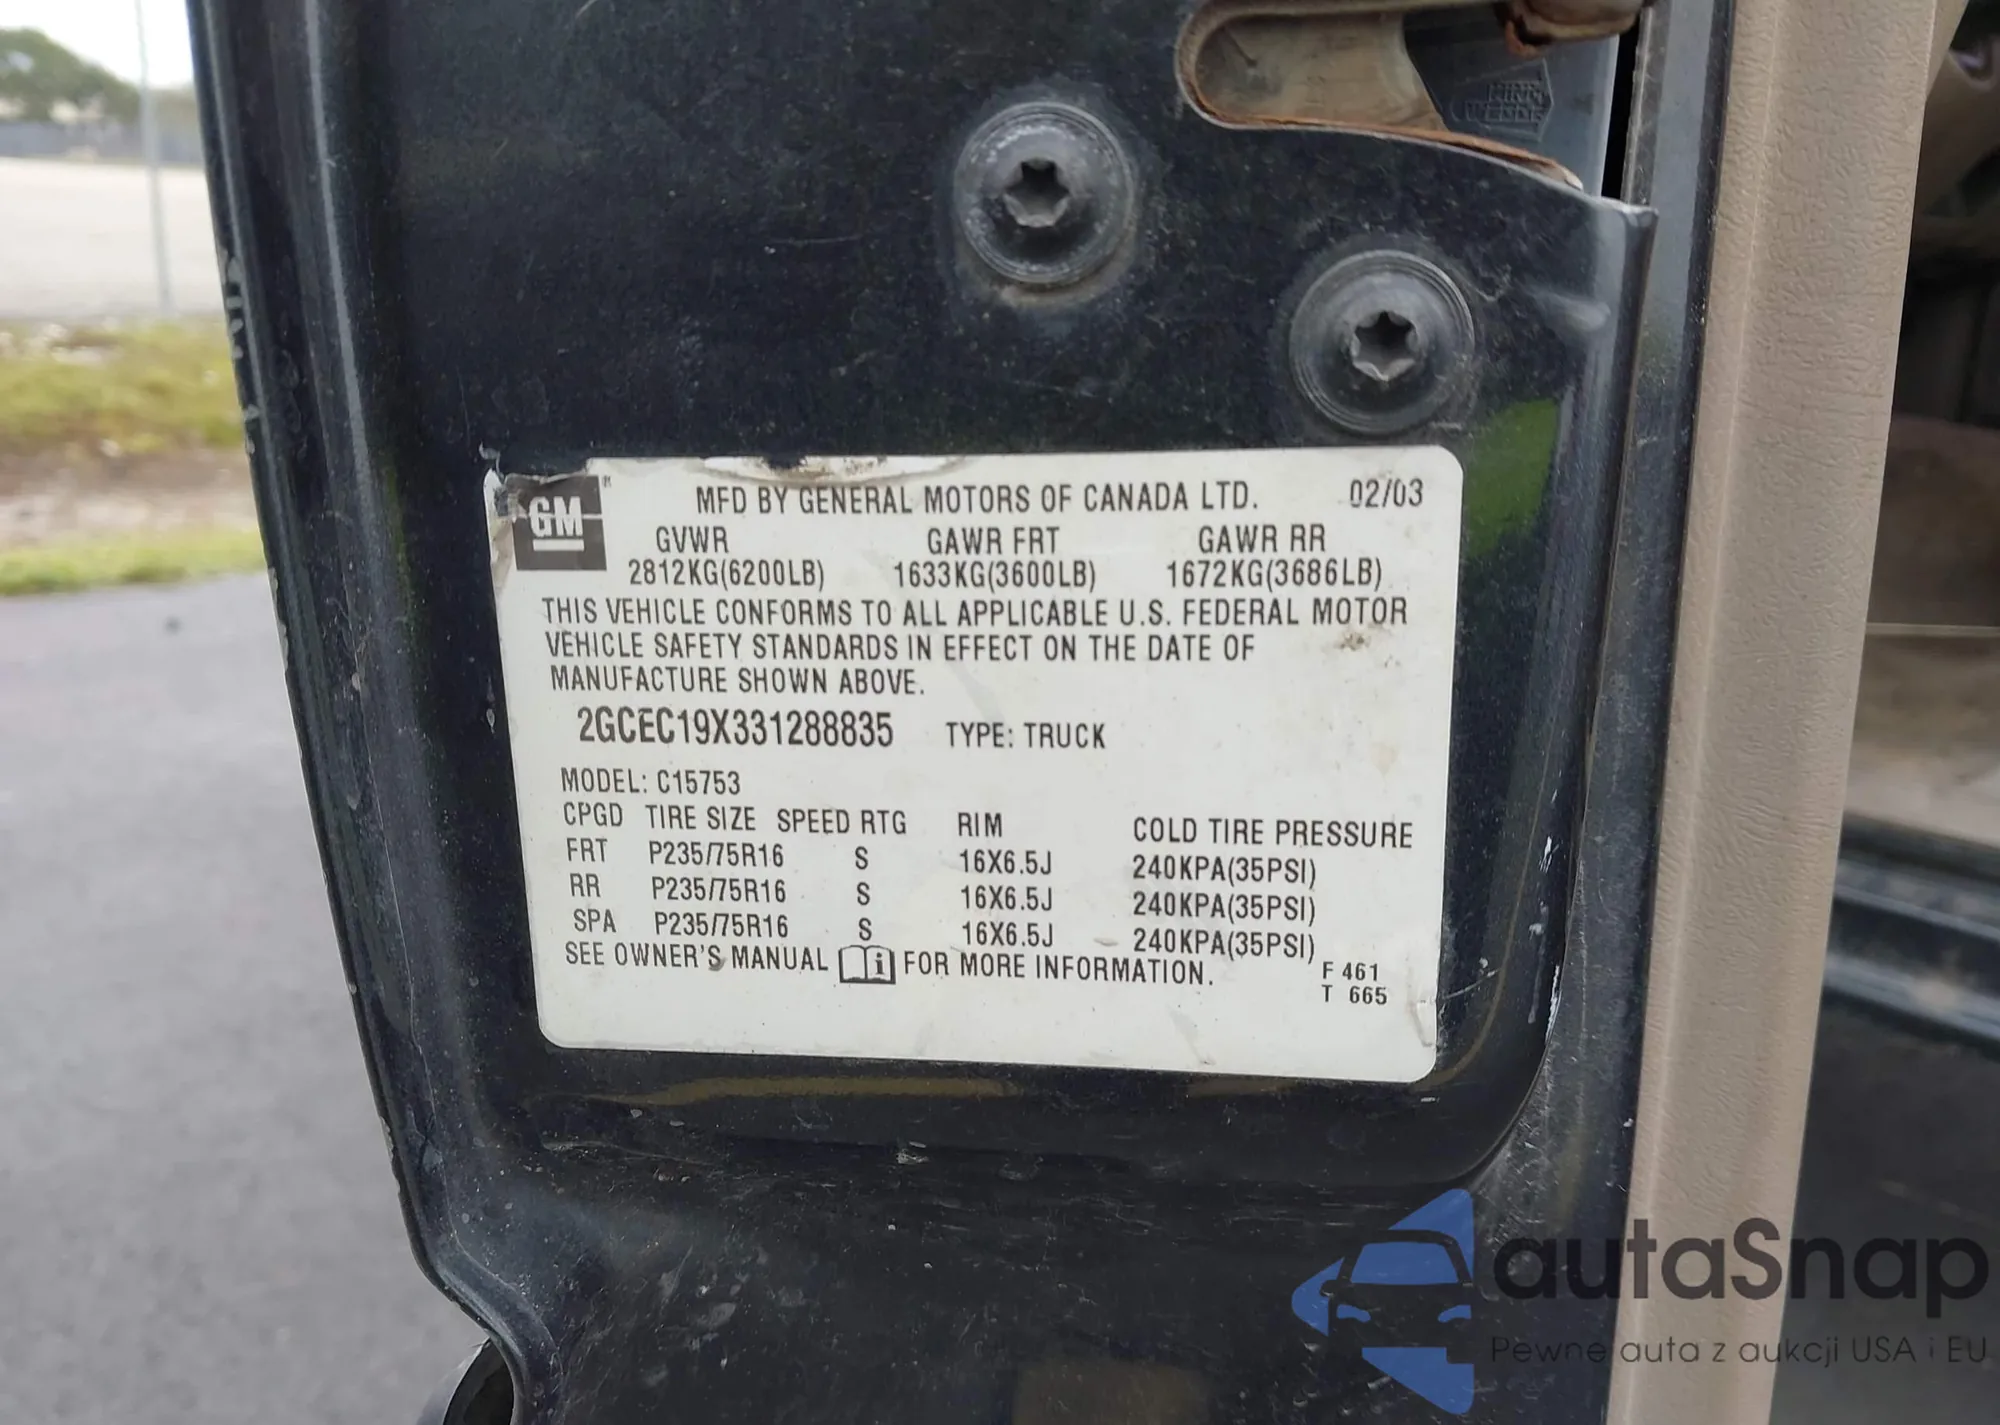 GM
MFD BY GENERAL MOTORS OF CANADA LTD. 02/03
GVWR GAWR FRT GAWR RR
2812KG(6200LB) 1633KG(3600LB) 1672KG(3686LB)
THIS VEHICLE CONFORMS TO ALL APPLICABLE U.S. FEDERAL MOTOR
VEHICLE SAFETY STANDARDS IN EFFECT ON THE DATE OF
MANUFACTURE SHOWN ABOVE.
2GCEC19X331288835 TYPE: TRUCK
MODEL: C15753
CPGD TIRE SIZE SPEED RTG RIM COLD TIRE PRESSURE
FRT P235/75R16 S 16X6.5J 240KPA(35PSI)
RR P235/75R16 S 16X6.5J 240KPA(35PSI)
SPA P235/75R16 S 16X6.5J 240KPA(35PSI)
SEE OWNER'S MANUAL i FOR MORE INFORMATION.
F 461
T 665
autaSnap
Pewne auta z aukcji USA i EU